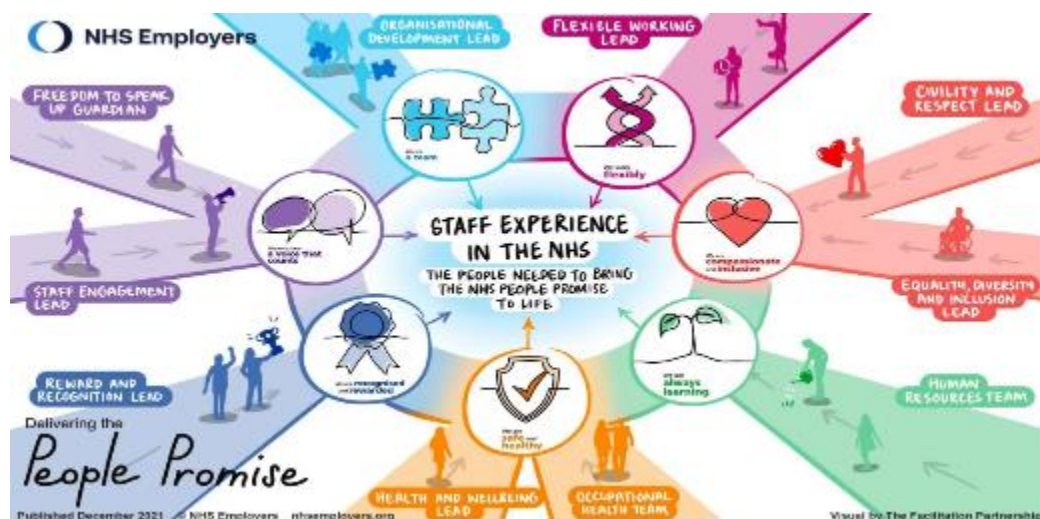 NHS Employers
ORGANISATIONAL
DEVELOPMENT LEAD
FLEXIBLE WORKING
LEAD
FREEDOM TO SPEAK
UP GUARDIAN
CIVILITY AND
RESPECT LEAD
a team
flexibly
STAFF EXPERIENCE
IN THE NHS
THE PEOPLE NEEDED TO BRING
THE NHS PEOPLE PROMISE
TO LIFE
a voice that
counts
compassionate
and inclusive
STAFF ENGAGEMENT
LEAD
EQUALITY, DIVERSITY
AND INCLUSION
LEAD
recognised
and rewarded
always
learning
safe and
healthy
REWARD AND
RECOGNITION LEAD
HUMAN
RESOURCES TEAM
Delivering the
People Promise
HEALTH AND WELLBEING
LEAD
OCCUPATIONAL
HEALTH TEAM
Published December 2021 © NHS Employers nhsemployers.org
Visual by The Facilitation Partnership